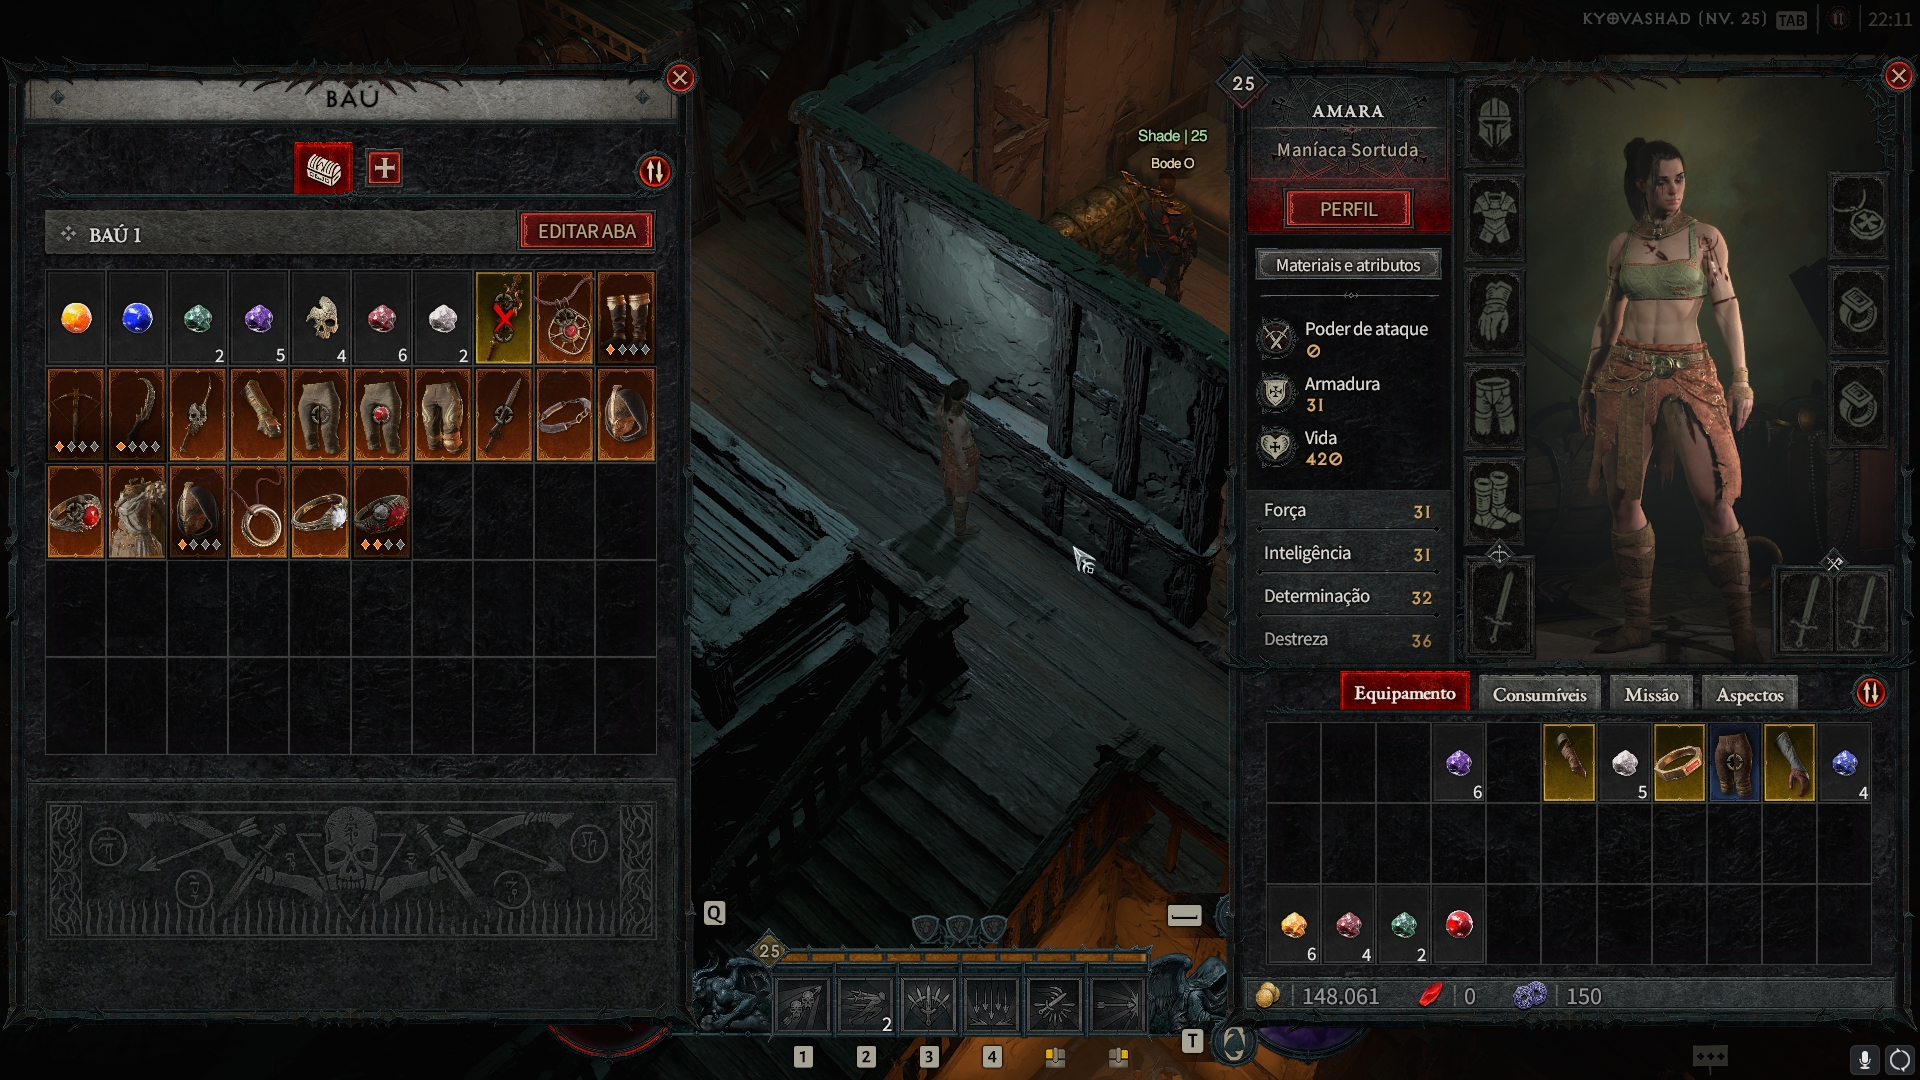 KYOVASHAD (NV. 25) TAB 22:11
BAÚ
BAÚ 1
EDITAR ABA
2
5
4
6
2
Shade | 25
Bode O
25
AMARA
Maníaca Sortuda
PERFIL
Materiais e atributos
Poder de ataque
0
Armadura
31
Vida
420
Força 31
Inteligência 31
Determinação 32
Destreza 36
Equipamento Consumíveis Missão Aspectos
6
5
4
6
4
2
148.061 0 150
Q
25
2
T
1 2 3 4